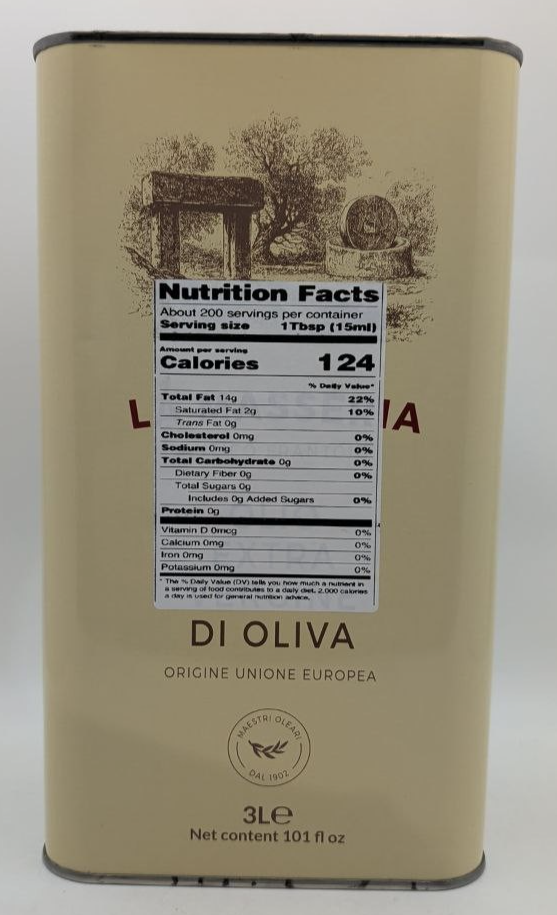 Nutrition Facts
About 200 servings per container
Serving size 1Tbsp (15ml)
Amount per serving
Calories 124
% Daily Value*
Total Fat 14g 22%
Saturated Fat 2g 10%
Trans Fat 0g
Cholesterol 0mg 0%
Sodium 0mg 0%
Total Carbohydrate 0g 0%
Dietary Fiber 0g 0%
Total Sugars 0g
Includes 0g Added Sugars 0%
Protein 0g
Vitamin D 0mcg 0%
Calcium 0mg 0%
Iron 0mg 0%
Potassium 0mg 0%
* The % Daily Value (DV) tells you how much a nutrient in
a serving of food contributes to a daily diet. 2,000 calories
a day is used for general nutrition advice.
DI OLIVA
ORIGINE UNIONE EUROPEA
MAESTRI OLEARI
DAL 1902
3L℮
Net content 101 fl oz